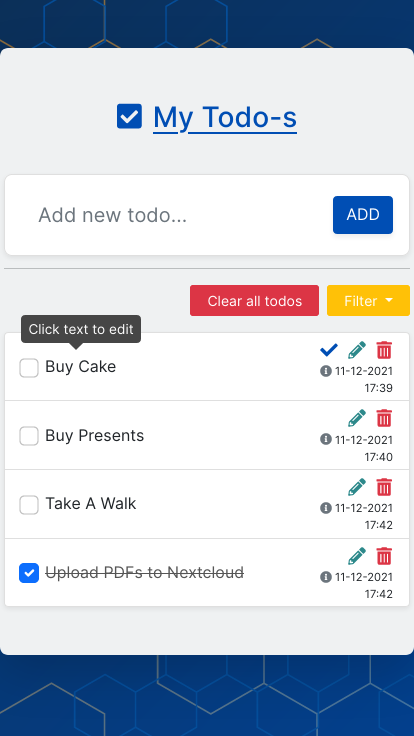 My Todo-s
Add new todo...
ADD
Clear all todos
Filter
Click text to edit
Buy Cake
11-12-2021
17:39
Buy Presents
11-12-2021
17:40
Take A Walk
11-12-2021
17:42
Upload PDFs to Nextcloud
11-12-2021
17:42